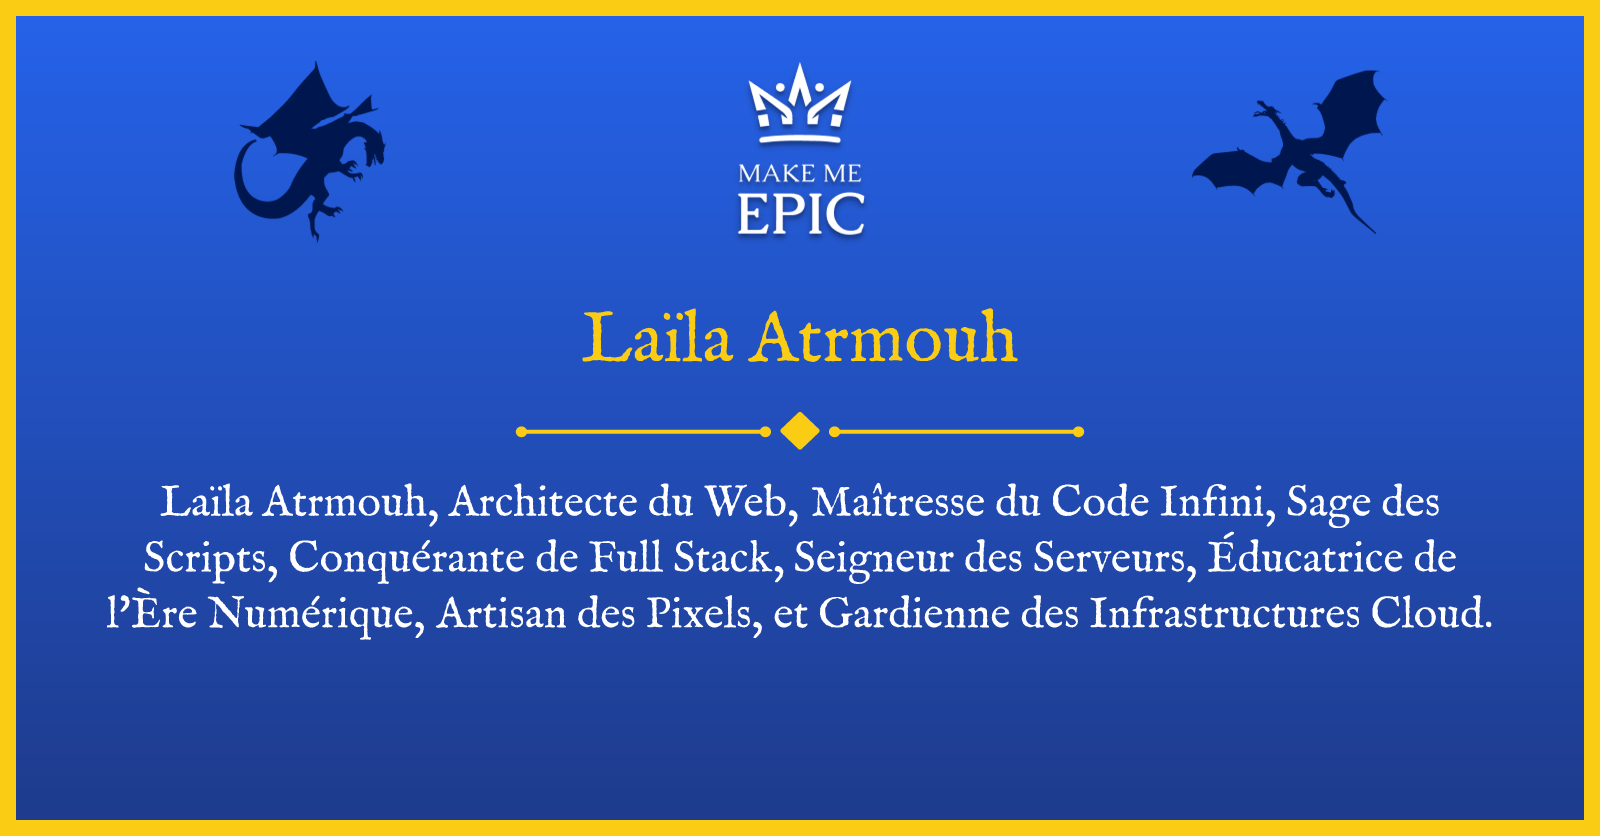 MAKE ME
EPIC
Laïla Atrmouh
Laïla Atrmouh, Architecte du Web, Maîtresse du Code Infini, Sage des
Scripts, Conquérante de Full Stack, Seigneur des Serveurs, Éducatrice de
l'Ère Numérique, Artisan des Pixels, et Gardienne des Infrastructures Cloud.